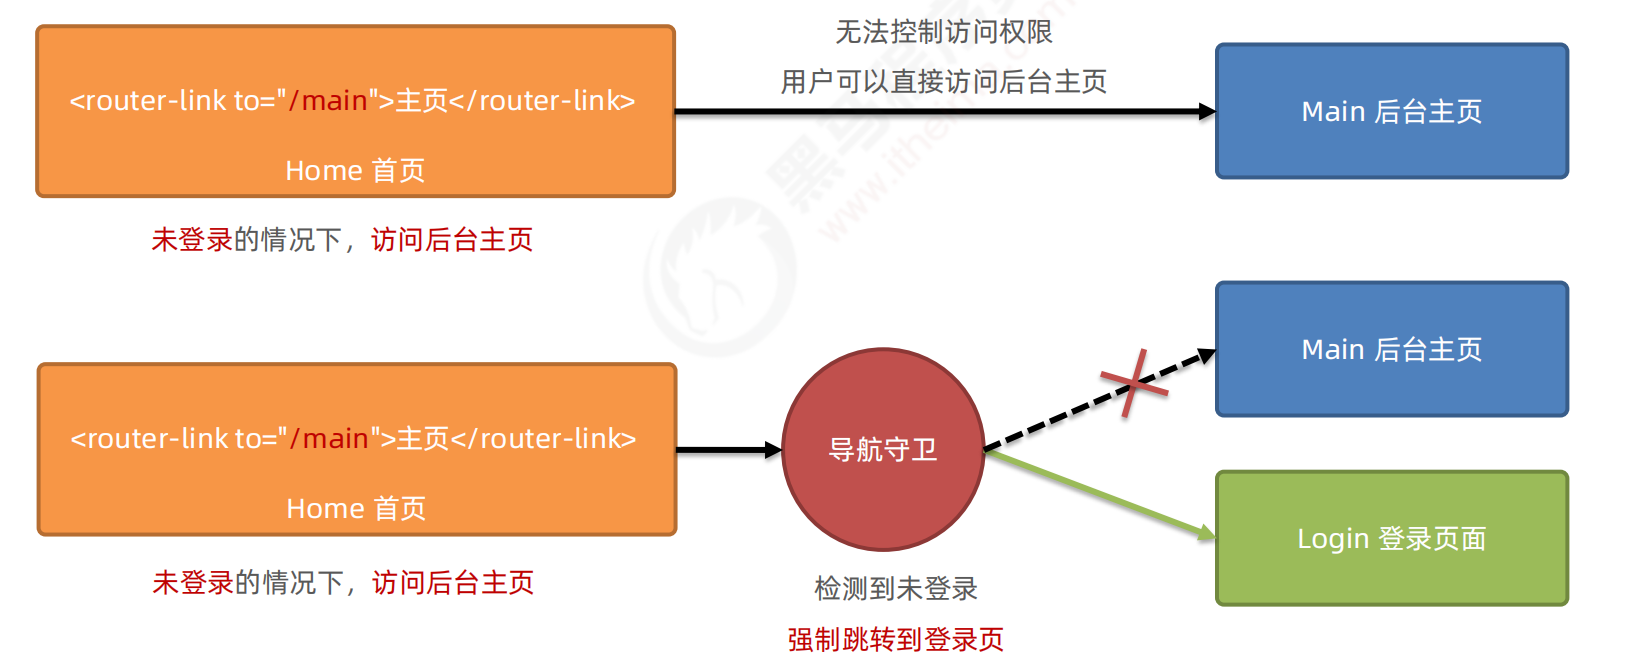 无法控制访问权限
用户可以直接访问后台主页
<router-link to="/main">主页</router-link>
Home 首页
Main 后台主页
未登录的情况下，访问后台主页
<router-link to="/main">主页</router-link>
Home 首页
未登录的情况下，访问后台主页
导航守卫
检测到未登录
强制跳转到登录页
Main 后台主页
Login 登录页面